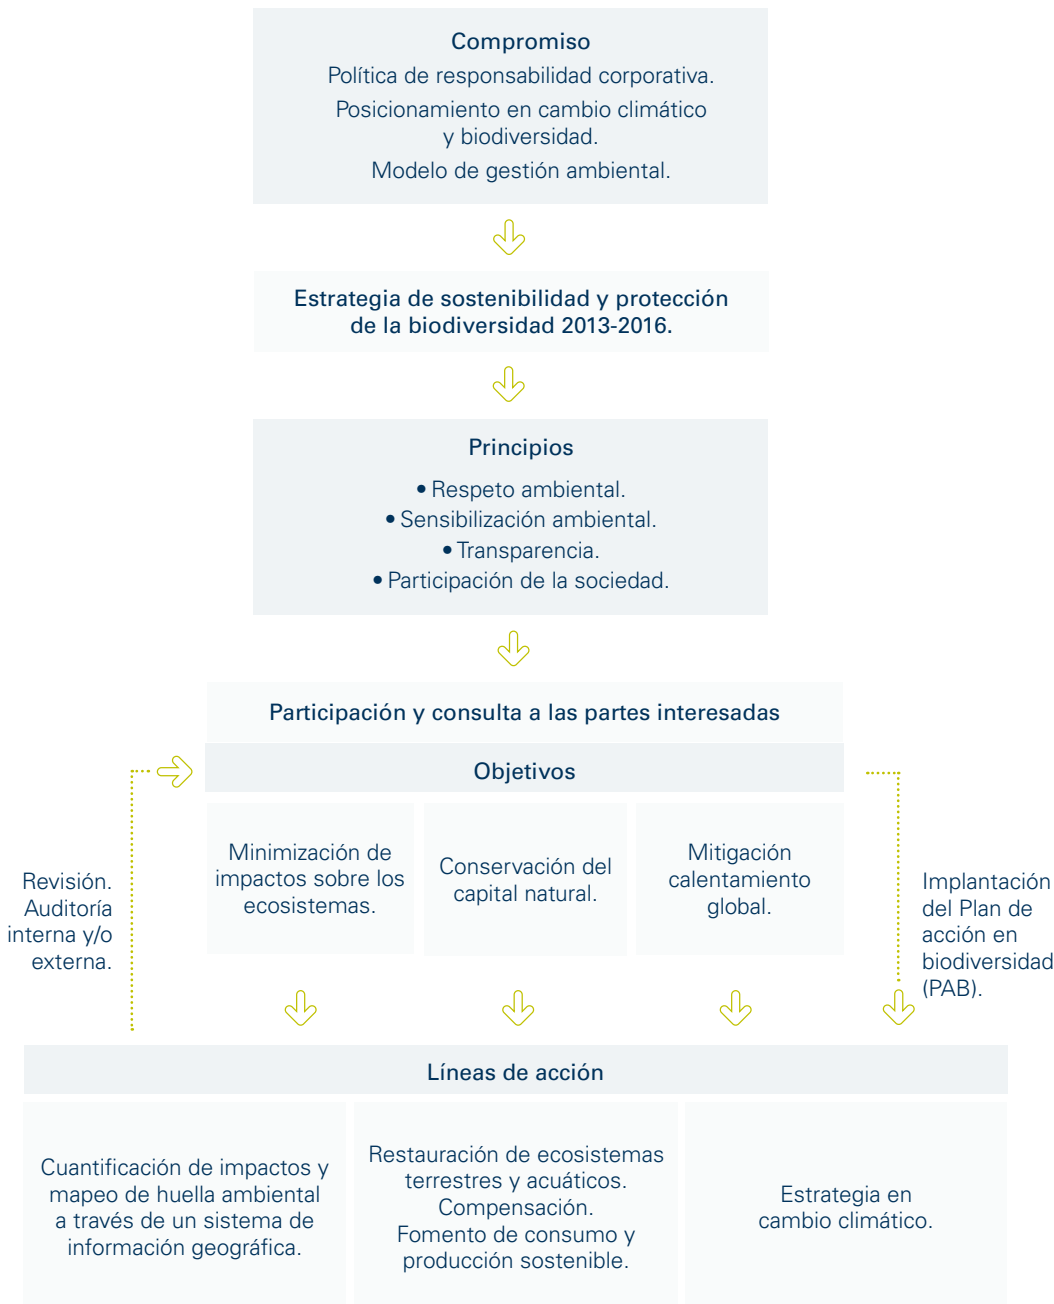 Compromiso
Política de responsabilidad corporativa.
Posicionamiento en cambio climático
y biodiversidad.
Modelo de gestión ambiental.
Estrategia de sostenibilidad y protección
de la biodiversidad 2013-2016.
Principios
• Respeto ambiental.
• Sensibilización ambiental.
• Transparencia.
• Participación de la sociedad.
Participación y consulta a las partes interesadas
Objetivos
Minimización de
impactos sobre los
ecosistemas.
Conservación del
capital natural.
Mitigación
calentamiento
global.
Revisión.
Auditoría
interna y/o
externa.
Implantación
del Plan de
acción en
biodiversidad
(PAB).
Líneas de acción
Cuantificación de impactos y
mapeo de huella ambiental
a través de un sistema de
información geográfica.
Restauración de ecosistemas
terrestres y acuáticos.
Compensación.
Fomento de consumo y
producción sostenible.
Estrategia en
cambio climático.